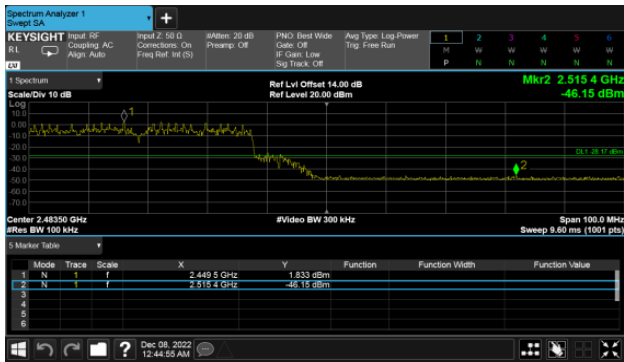 Spectrum Analyzer 1
Swept SA
+
KEYSIGHT Input: RF Input Z: 50 Ω #Atten: 20 dB PNO: Best Wide Avg Type: Log-Power 1 2 3 4 5 6
RL Coupling: AC Corrections: On Preamp: Off Gate: Off Trig: Free Run M W W W W W
Align: Auto Freq Ref: Int (S) IF Gain: Low
Sig Track: Off P N N N N N
LXI
1 Spectrum Ref Lvl Offset 14.00 dB Mkr2 2.515 4 GHz
Scale/Div 10 dB Ref Level 20.00 dBm -46.15 dBm
Log
10.0
0.00
-10.0
-20.0
-30.0
-40.0
-50.0
-60.0
-70.0
1
DL1 -28.17 dBm
2
Center 2.48350 GHz #Video BW 300 kHz Span 100.0 MHz
#Res BW 100 kHz Sweep 9.60 ms (1001 pts)
5 Marker Table
Mode Trace Scale X Y Function Function Width Function Value
1 N 1 f 2.449 5 GHz 1.833 dBm
2 N 1 f 2.515 4 GHz -46.15 dBm
3
4
5
6
? Dec 08, 2022
12:44:55 AM